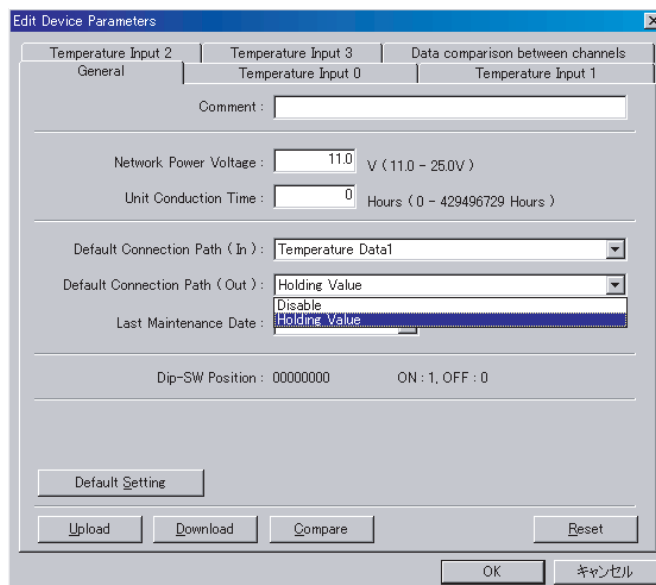 Edit Device Parameters
Temperature Input 2 Temperature Input 3 Data comparison between channels
General Temperature Input 0 Temperature Input 1
Comment :
Network Power Voltage : 11.0 V ( 11.0 - 25.0V )
Unit Conduction Time : 0 Hours ( 0 - 429496729 Hours )
Default Connection Path ( In ) : Temperature Data1
Default Connection Path ( Out ) : Holding Value
Disable
Last Maintenance Date : Holding Value
Dip-SW Position : 00000000 ON : 1, OFF : 0
Default Setting
Upload Download Compare Reset
OK キャンセル